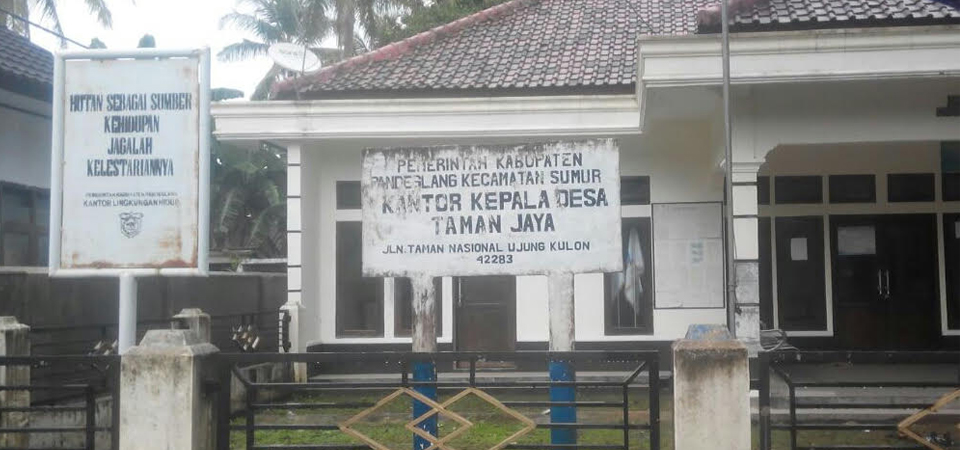 HUTAN SEBAGAI SUMBER
KEHIDUPAN
JAGALAH
KELESTARIANNYA
KANTOR LINGKUNGAN HIDUP
PEMERINTAH KABUPATEN
PANDEGLANG KECAMATAN SUMUR
KANTOR KEPALA DESA
TAMAN JAYA
JLN.TAMAN NASIONAL UJUNG KULON
42283